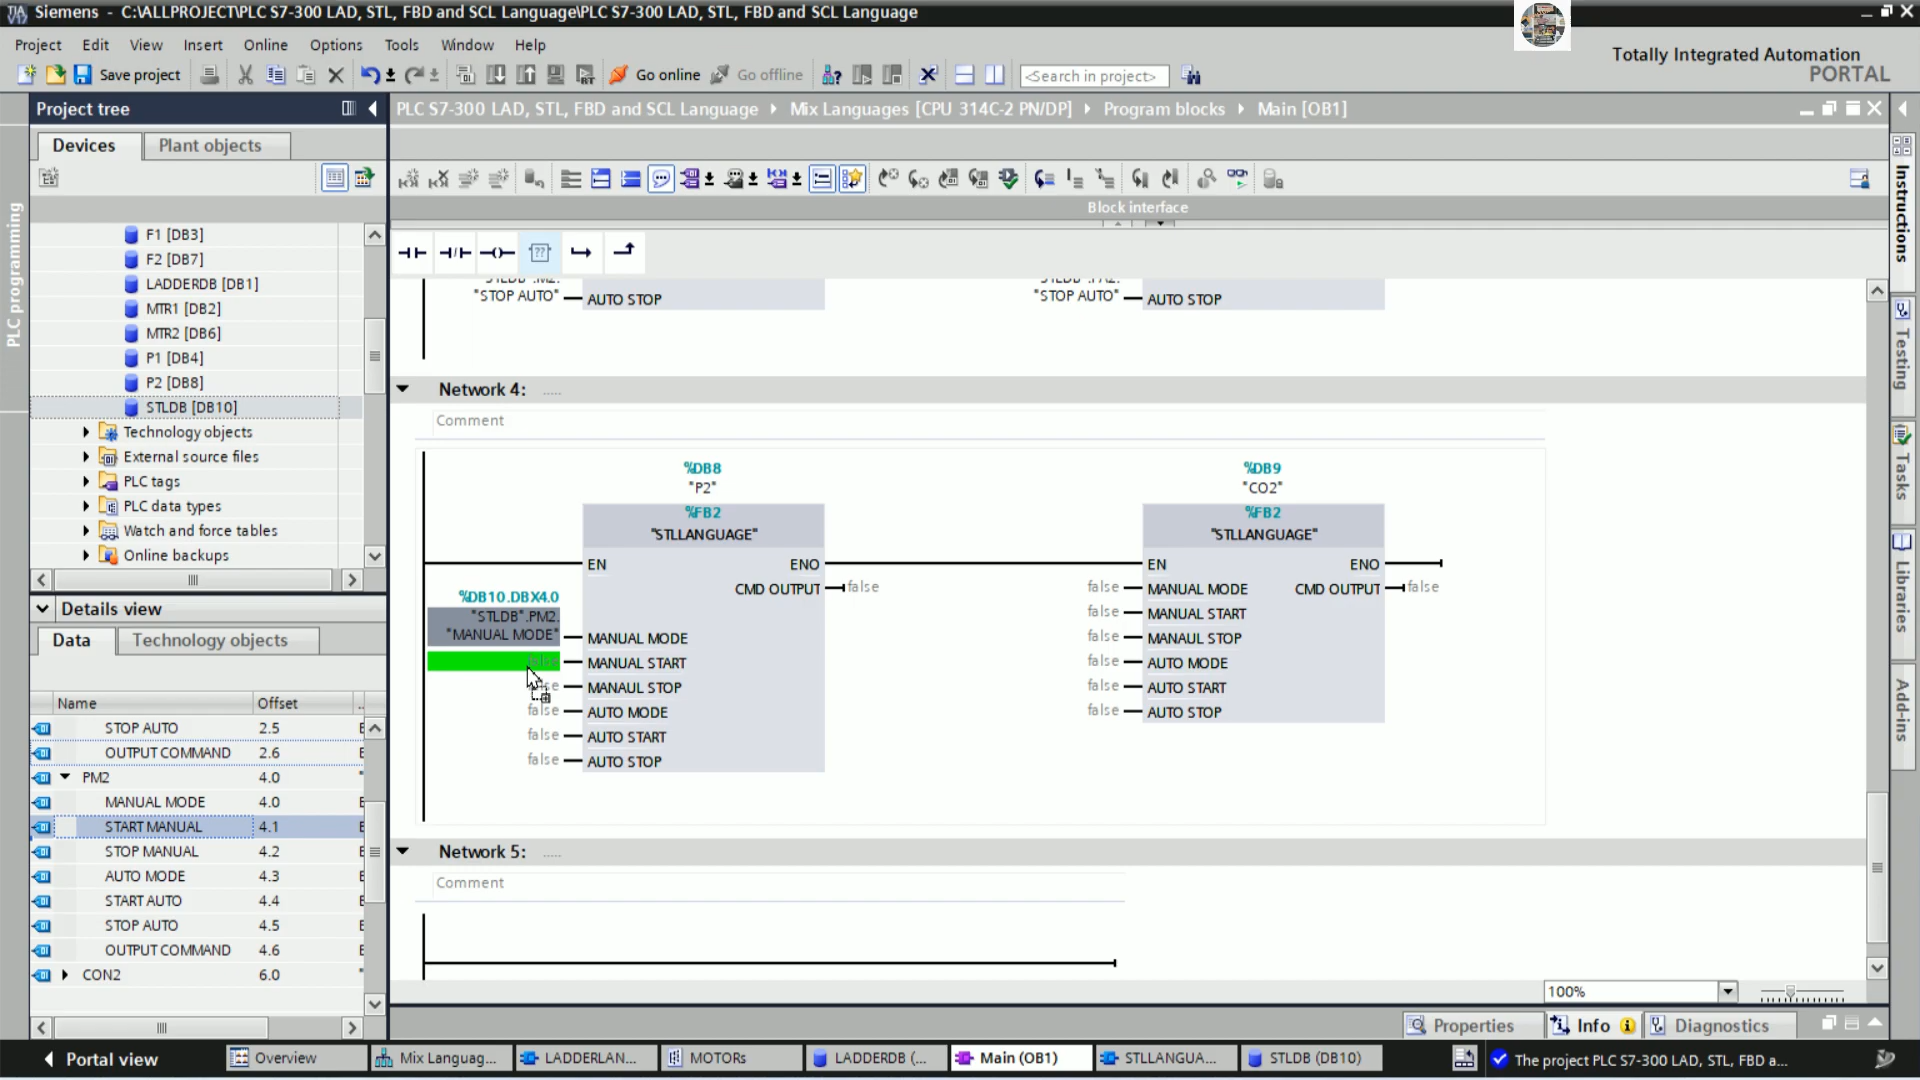 Siemens - C:\ALLPROJECT\PLC S7-300 LAD, STL, FBD and SCL Language\PLC S7-300 LAD, STL, FBD and SCL Language
Project Edit View Insert Online Options Tools Window Help
Totally Integrated Automation
PORTAL
Save project
Go online
Go offline
<Search in project>
Project tree
PLC S7-300 LAD, STL, FBD and SCL Language
Mix Languages [CPU 314C-2 PN/DP]
Program blocks
Main [OB1]
Devices
Plant objects
PLC programming
Block interface
F1 [DB3]
F2 [DB7]
LADDERDB [DB1]
MTR1 [DB2]
MTR2 [DB6]
P1 [DB4]
P2 [DB8]
STLDB [DB10]
Technology objects
External source files
PLC tags
PLC data types
Watch and force tables
Online backups
Details view
Data
Technology objects
Name Offset
STOP AUTO 2.5
OUTPUT COMMAND 2.6
PM2 4.0
MANUAL MODE 4.0
START MANUAL 4.1
STOP MANUAL 4.2
AUTO MODE 4.3
START AUTO 4.4
STOP AUTO 4.5
OUTPUT COMMAND 4.6
CON2 6.0
"STOP AUTO" AUTO STOP
"STOP AUTO" AUTO STOP
Network 4: .....
Comment
%DB8
"P2"
%FB2
"STLLANGUAGE"
EN ENO
CMD OUTPUT false
%DB10.DBX4.0
"STLDB".PM2.
"MANUAL MODE" MANUAL MODE
false MANUAL START
false MANAUL STOP
false AUTO MODE
false AUTO START
false AUTO STOP
%DB9
"CO2"
%FB2
"STLLANGUAGE"
EN ENO
false MANUAL MODE CMD OUTPUT false
false MANUAL START
false MANAUL STOP
false AUTO MODE
false AUTO START
false AUTO STOP
Network 5: .....
Comment
100%
Instructions
Testing
Tasks
Libraries
Add-ins
Properties
Info
Diagnostics
Portal view
Overview
Mix Languag...
LADDERLAN...
MOTORs
LADDERDB (...
Main (OB1)
STLLANGUA...
STLDB (DB10)
The project PLC S7-300 LAD, STL, FBD a...